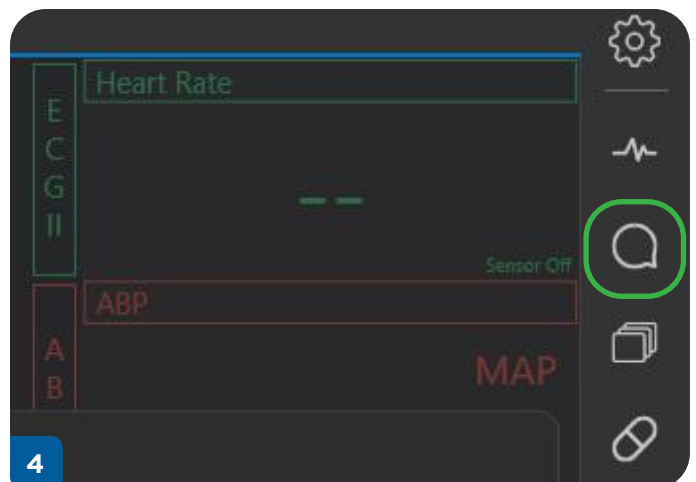 Heart Rate
E
C
G
II
-- --
Sensor Off
ABP
A
B
MAP
4